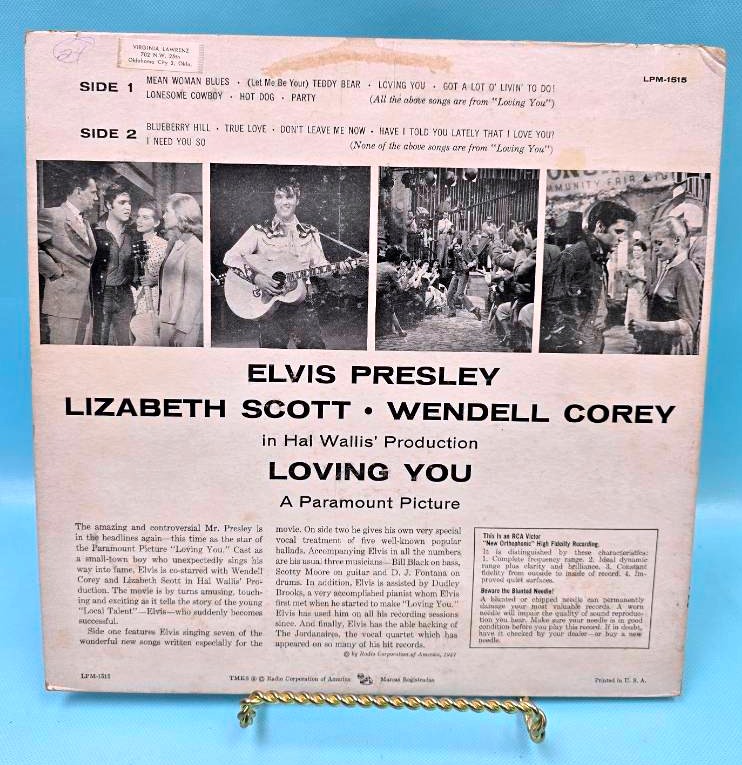 24
VIRGINIA LAWRENZ
702 N.W. 28th
Oklahoma City 3, Okla.
LPM-1515
SIDE 1 MEAN WOMAN BLUES • (Let Me Be Your) TEDDY BEAR • LOVING YOU • GOT A LOT O' LIVIN' TO DO!
LONESOME COWBOY • HOT DOG • PARTY (All the above songs are from "Loving You")
SIDE 2 BLUEBERRY HILL • TRUE LOVE • DON'T LEAVE ME NOW • HAVE I TOLD YOU LATELY THAT I LOVE YOU?
I NEED YOU SO (None of the above songs are from "Loving You")
MUNITY FAIR
ELVIS PRESLEY
LIZABETH SCOTT • WENDELL COREY
in Hal Wallis' Production
LOVING YOU
A Paramount Picture
The amazing and controversial Mr. Presley is
in the headlines again—this time as the star of
the Paramount Picture "Loving You." Cast as
a small-town boy who unexpectedly sings his
way into fame, Elvis is co-starred with Wendell
Corey and Lizabeth Scott in Hal Wallis' Pro-
duction. The movie is by turns amusing, touch-
ing and exciting as it tells the story of the young
"Local Talent"—Elvis—who suddenly becomes
successful.
Side one features Elvis singing seven of the
wonderful new songs written especially for the
movie. On side two he gives his own very special
vocal treatment of five well-known popular
ballads. Accompanying Elvis in all the numbers
are his usual three musicians—Bill Black on bass,
Scotty Moore on guitar and D. J. Fontana on
drums. In addition, Elvis is assisted by Dudley
Brooks, a very accomplished pianist whom Elvis
first met when he started to make "Loving You."
Elvis has used him on all his recording sessions
since. And finally, Elvis has the able backing of
The Jordanaires, the vocal quartet which has
appeared on so many of his hit records.
© by Radio Corporation of America, 1957
This Is an RCA Victor
"New Orthophonic" High Fidelity Recording.
It is distinguished by these characteristics:
1. Complete frequency range. 2. Ideal dynamic
range plus clarity and brilliance. 3. Constant
fidelity from outside to inside of record. 4. Im-
proved quiet surfaces.
Beware the Blunted Needle!
A blunted or chipped needle can permanently
damage your most valuable records. A worn
needle will impair the quality of sound reproduc-
tion you hear. Make sure your needle is in good
condition before you play this record. If in doubt,
have it checked by your dealer—or buy a new
needle.
LPM-1515
TMKS ® © Radio Corporation of America Marcas Registradas
Printed in U. S. A.